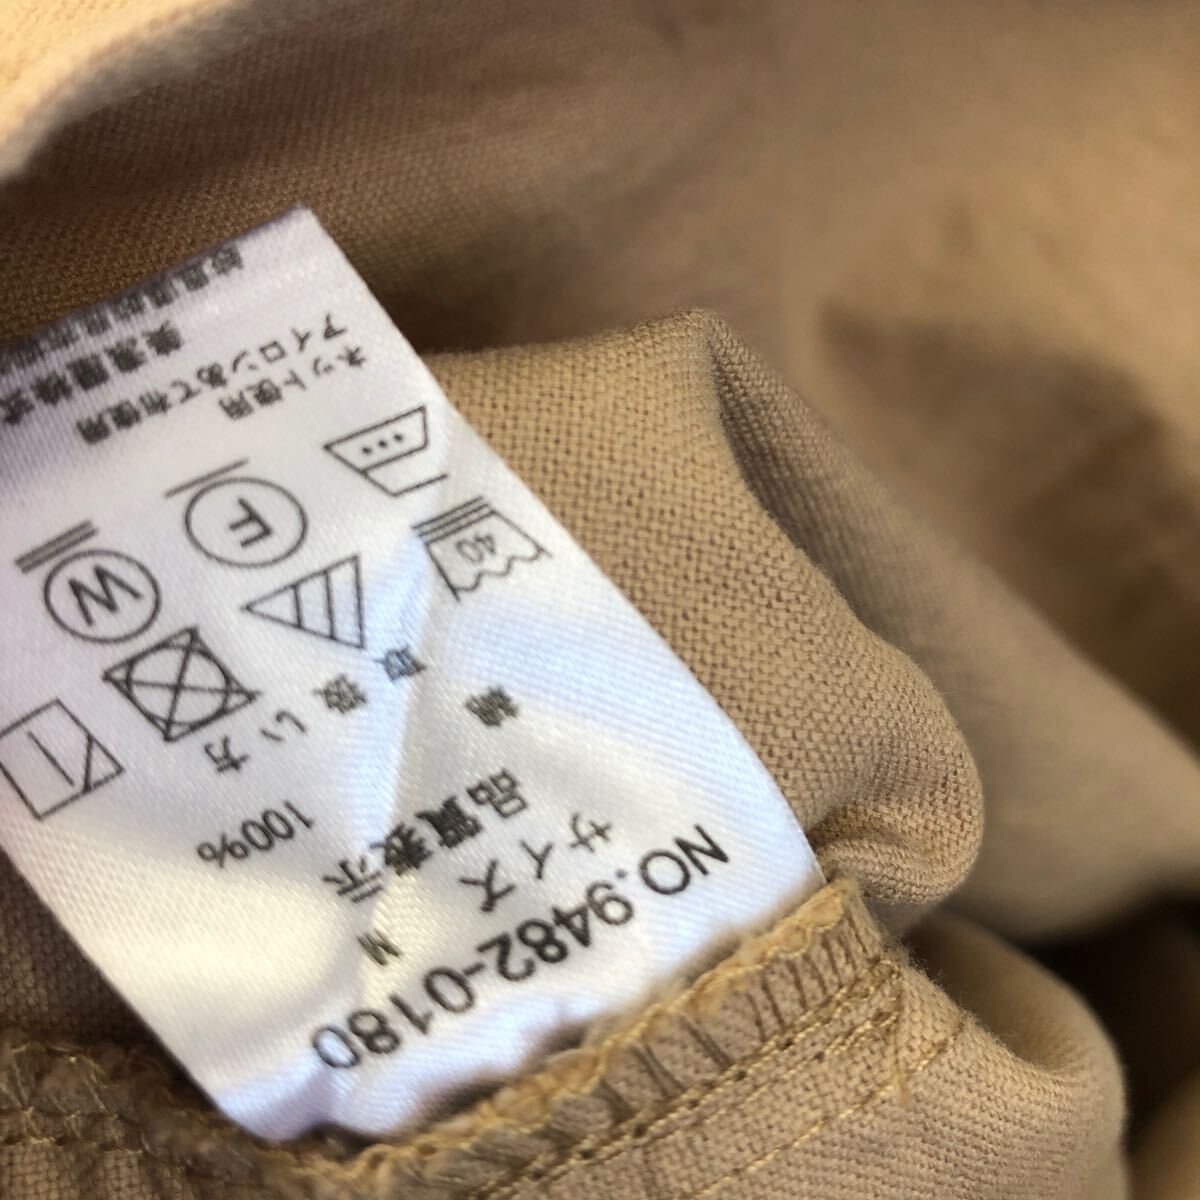 NO.9482-0180
サイズ M
品質表示
綿 100%
取扱い方
40
F
W
ネット使用
アイロンあて布使用